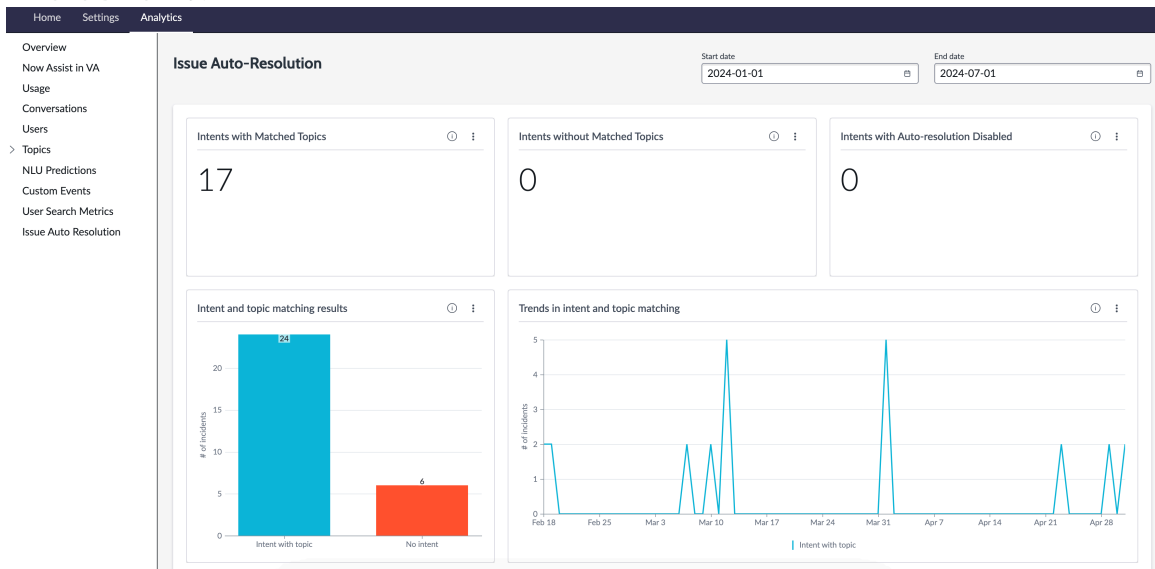 Home Settings Analytics
Overview
Now Assist in VA
Usage
Conversations
Users
Topics
NLU Predictions
Custom Events
User Search Metrics
Issue Auto Resolution
Issue Auto-Resolution
Start date
2024-01-01
End date
2024-07-01
Intents with Matched Topics
17
Intents without Matched Topics
0
Intents with Auto-resolution Disabled
0
Intent and topic matching results
# of incidents
20
15
10
5
0
24
6
Intent with topic
No intent
Trends in intent and topic matching
# of incidents
5
4
3
2
1
0
Feb 18 Feb 25 Mar 3 Mar 10 Mar 17 Mar 24 Mar 31 Apr 7 Apr 14 Apr 21 Apr 28
Intent with topic